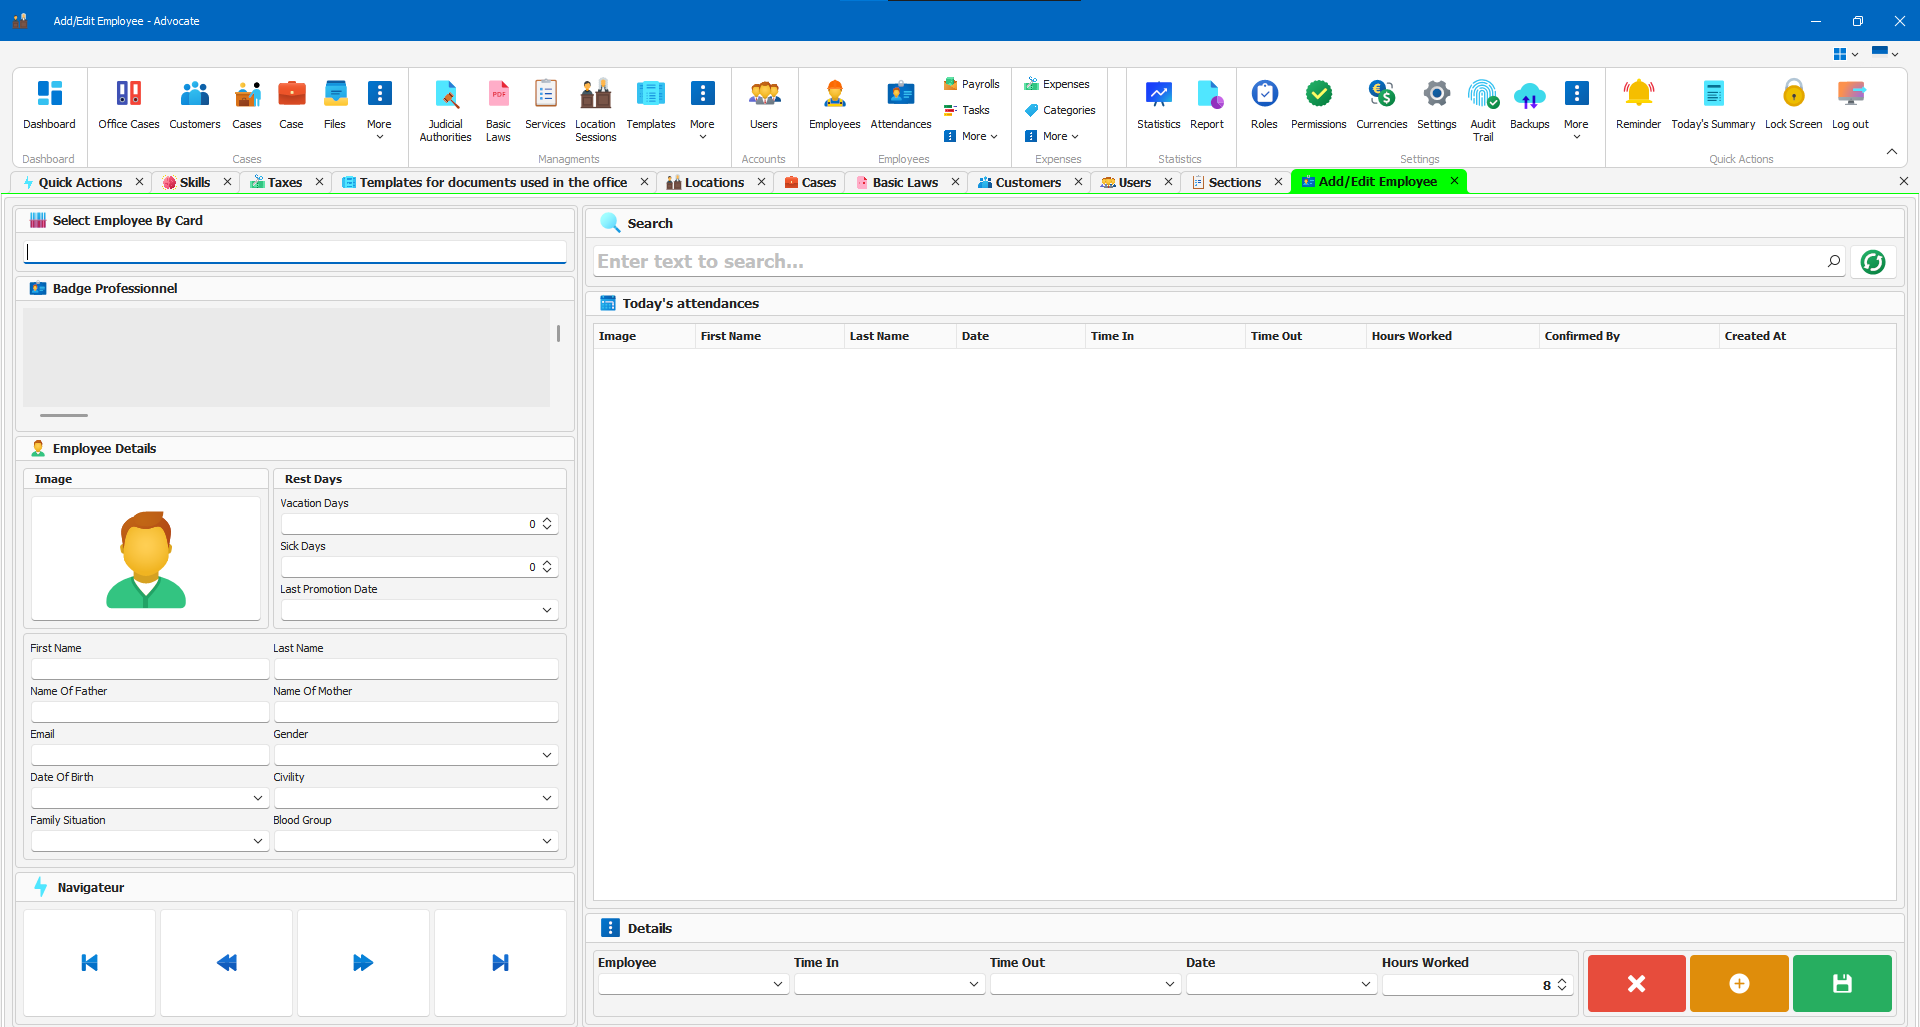 Add/Edit Employee - Advocate
Dashboard
Office Cases
Customers
Cases
Case
Files
More
Judicial
Authorities
Basic
Laws
Services
Location
Sessions
Templates
More
Users
Employees
Attendances
Payrolls
Tasks
More
Expenses
Categories
More
Statistics
Report
Roles
Permissions
Currencies
Settings
Audit
Trail
Backups
More
Reminder
Today's Summary
Lock Screen
Log out
Dashboard
Cases
Managments
Accounts
Employees
Expenses
Statistics
Settings
Quick Actions
Quick Actions
Skills
Taxes
Templates for documents used in the office
Locations
Cases
Basic Laws
Customers
Users
Sections
Add/Edit Employee
Select Employee By Card
Badge Professionnel
Employee Details
Image
Rest Days
Vacation Days
0
Sick Days
0
Last Promotion Date
First Name
Last Name
Name Of Father
Name Of Mother
Email
Gender
Date Of Birth
Civility
Family Situation
Blood Group
Navigateur
Search
Enter text to search...
Today's attendances
Image
First Name
Last Name
Date
Time In
Time Out
Hours Worked
Confirmed By
Created At
Details
Employee
Time In
Time Out
Date
Hours Worked
8